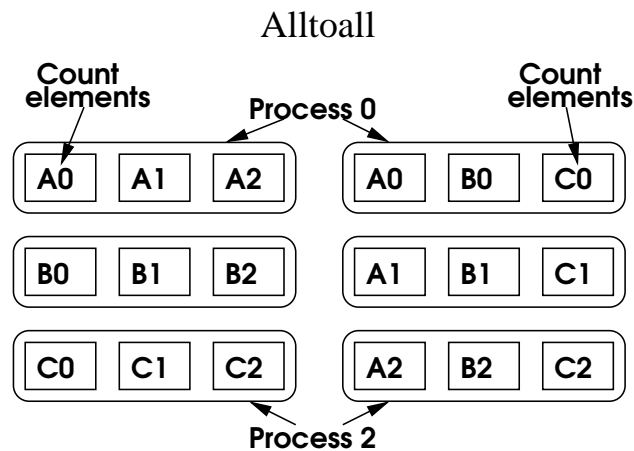 Alltoall
Count
elements
Count
elements
Process 0
A0 A1 A2 A0 B0 C0
B0 B1 B2 A1 B1 C1
C0 C1 C2 A2 B2 C2
Process 2